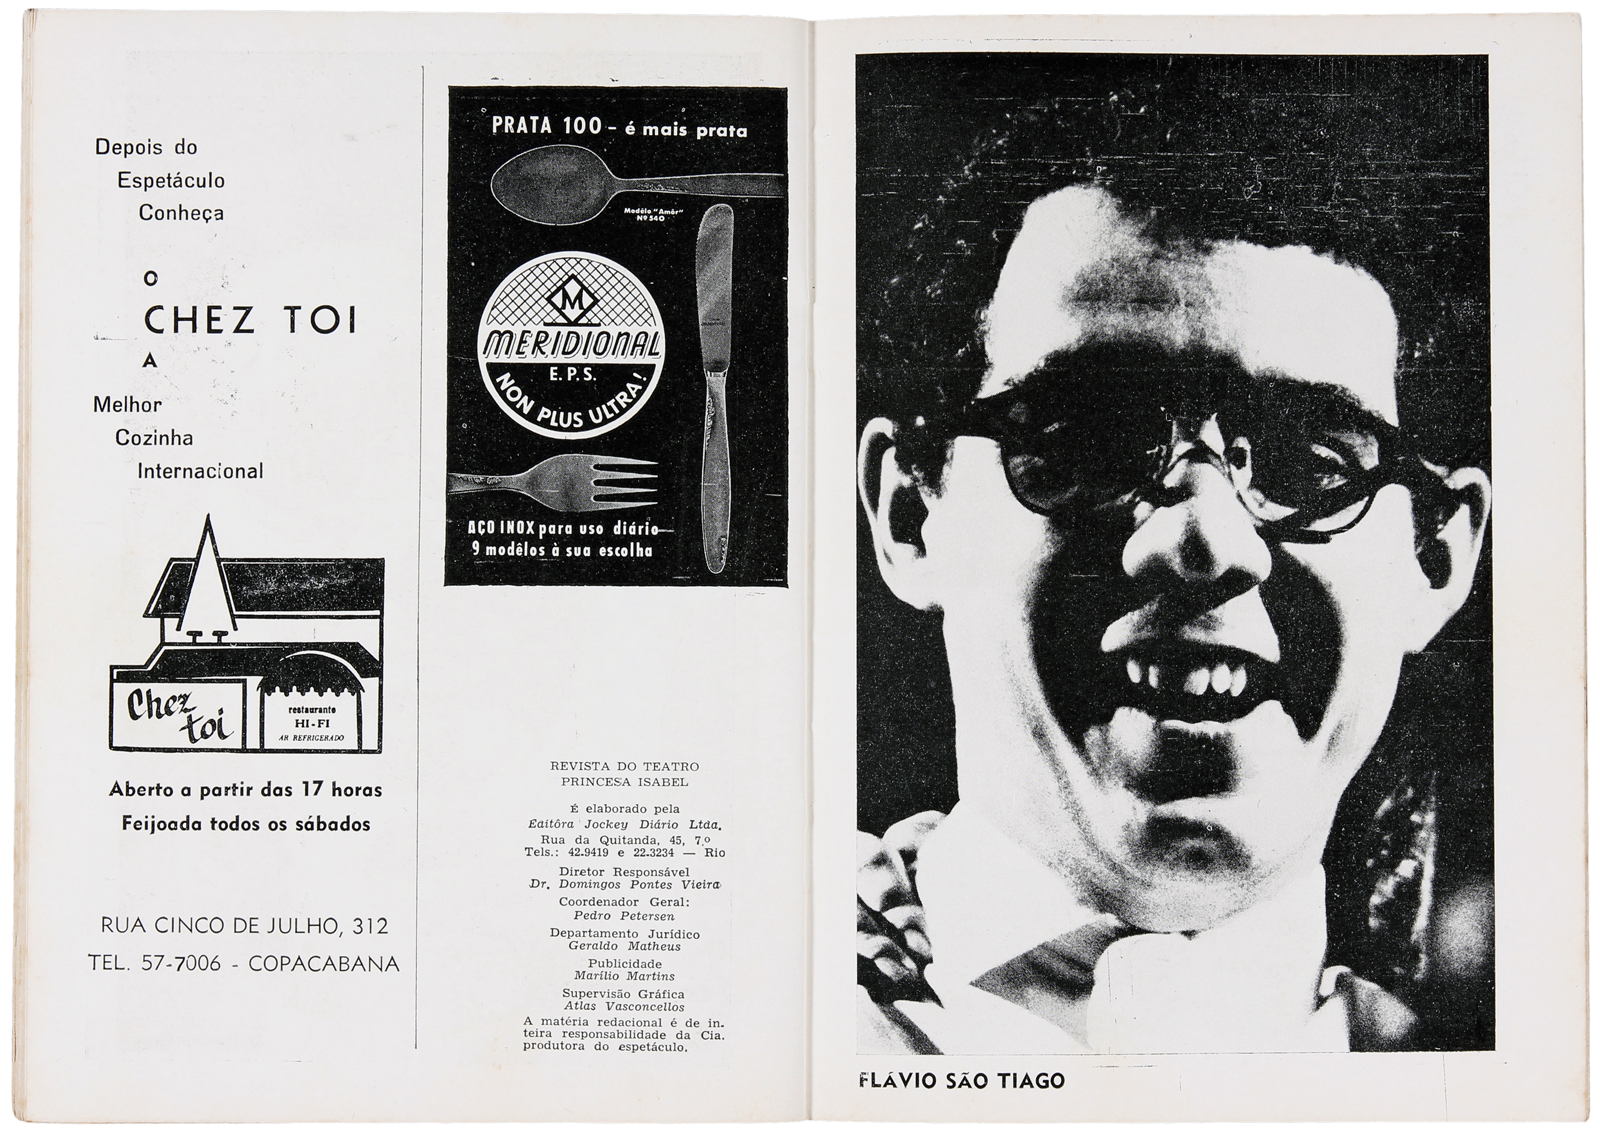 Depois do
Espetáculo
Conheça
O
CHEZ TOI
A
Melhor
Cozinha
Internacional
Chez
toi
restaurante
HI-FI
AR REFRIGERADO
Aberto a partir das 17 horas
Feijoada todos os sábados
RUA CINCO DE JULHO, 312
TEL. 57-7006 - COPACABANA
PRATA 100 - é mais prata
Modêlo "Amôr"
Nº 540
M
MERIDIONAL
E.P.S.
NON PLUS ULTRA!
AÇO INOX para uso diário
9 modêlos à sua escolha
REVISTA DO TEATRO
PRINCESA ISABEL
É elaborado pela
Editôra Jockey Diário Ltda.
Rua da Quitanda, 45, 7.º
Tels.: 42.9419 e 22.3234 — Rio
Diretor Responsável
Dr. Domingos Pontes Vieira
Coordenador Geral:
Pedro Petersen
Departamento Jurídico
Geraldo Matheus
Publicidade
Marílio Martins
Supervisão Gráfica
Atlas Vasconcellos
A matéria redacional é de in-
teira responsabilidade da Cia.
produtora do espetáculo.
FLÁVIO SÃO TIAGO